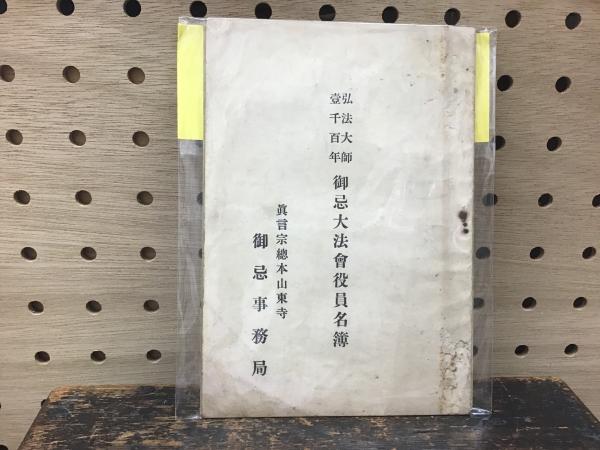 弘法大師
壹千百年
御忌大法會役員名簿
眞言宗總本山東寺
御忌事務局